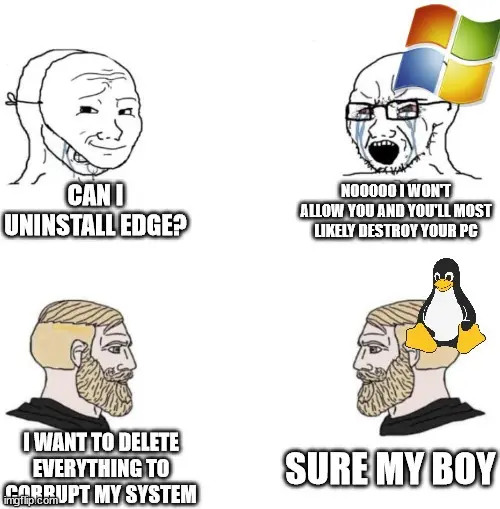 CAN I
UNINSTALL EDGE?
NOOOOO I WON'T
ALLOW YOU AND YOU'LL MOST
LIKELY DESTROY YOUR PC
I WANT TO DELETE
EVERYTHING TO
CORRUPT MY SYSTEM
SURE MY BOY
imgflip.com